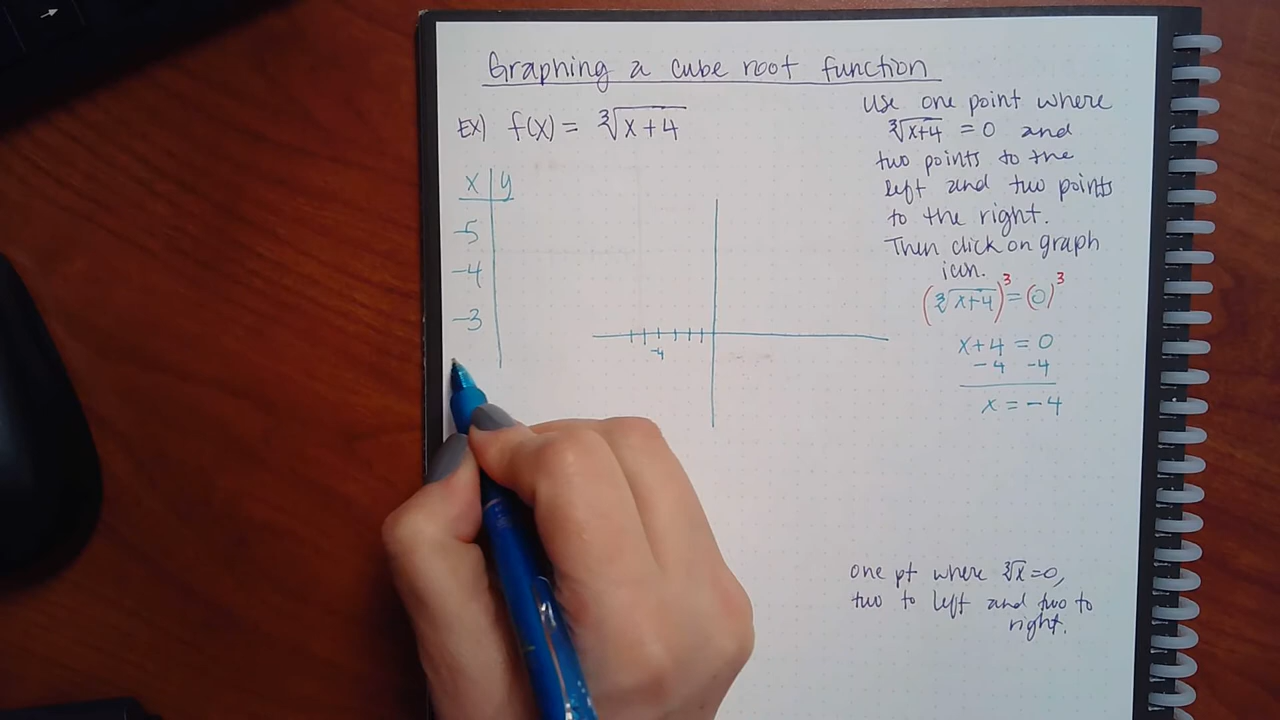 Graphing a cube root function
EX) f(x) = ∛(x+4)
x | y
-5
-4
-3
-4
Use one point where
∛(x+4) = 0 and
two points to the
left and two points
to the right.
Then click on graph
icon.
(∛(x+4))³ = (0)³
x+4 = 0
-4 -4
x = -4
one pt where ∛x=0,
two to left and two to
right.